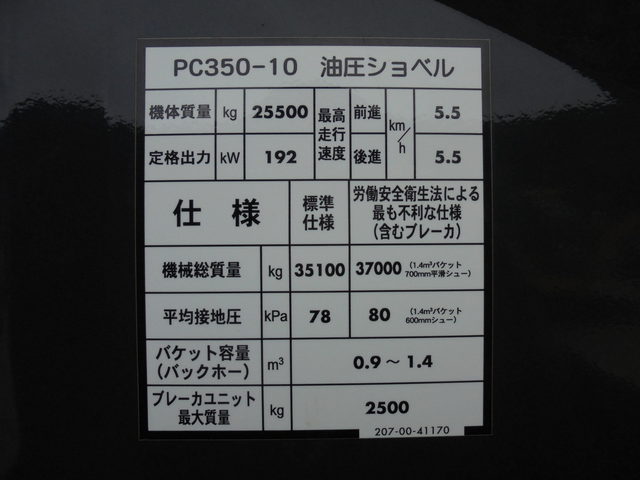 PC350-10 油圧ショベル
機体質量 kg 25500 最高走行速度 前進 km/h 5.5
定格出力 kW 192 後進 5.5
仕様 標準仕様 労働安全衛生法による最も不利な仕様(含むブレーカ)
機械総質量 kg 35100 37000 (1.4m³バケット 700mm平滑シュー)
平均接地圧 kPa 78 80 (1.4m³バケット 600mmシュー)
バケット容量(バックホー) m³ 0.9～1.4
ブレーカユニット最大質量 kg 2500
207-00-41170